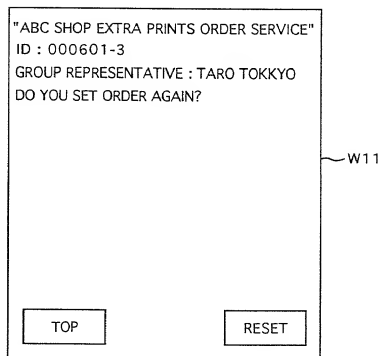 "ABC SHOP EXTRA PRINTS ORDER SERVICE"
ID : 000601-3
GROUP REPRESENTATIVE : TARO TOKKYO
DO YOU SET ORDER AGAIN?
W11
TOP RESET